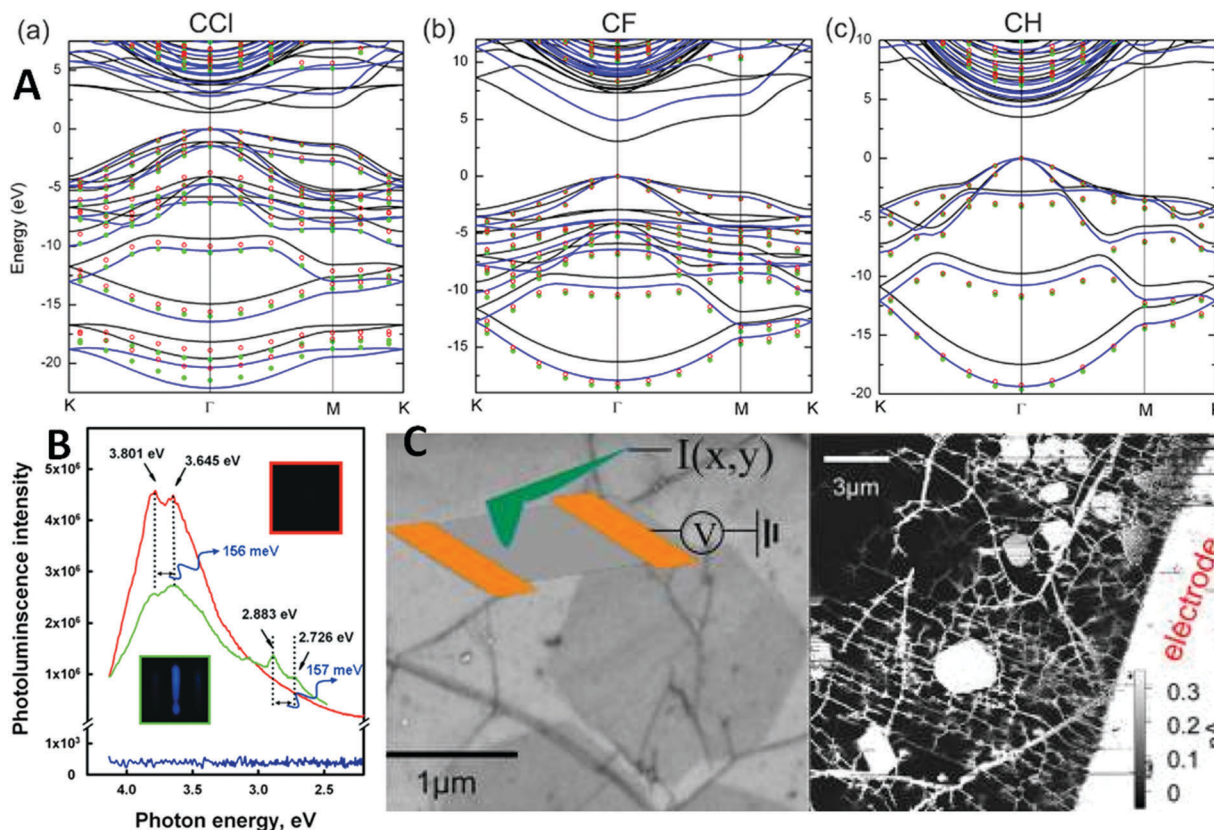 (a) CCl
(b) CF
(c) CH
A
Energy (eV)
5
0
-5
-10
-15
-20
K Γ M K
10
5
0
-5
-10
-15
K Γ M K
10
5
0
-5
-10
-15
-20
K Γ M K
B
Photoluminscence intensity
5x10⁶
4x10⁶
3x10⁶
2x10⁶
1x10⁶
1x10³
0
3.801 eV
3.645 eV
156 meV
2.883 eV
2.726 eV
157 meV
4.0 3.5 3.0 2.5
Photon energy, eV
C
I(x,y)
V
1μm
3μm
electrode
0.3
0.2
0